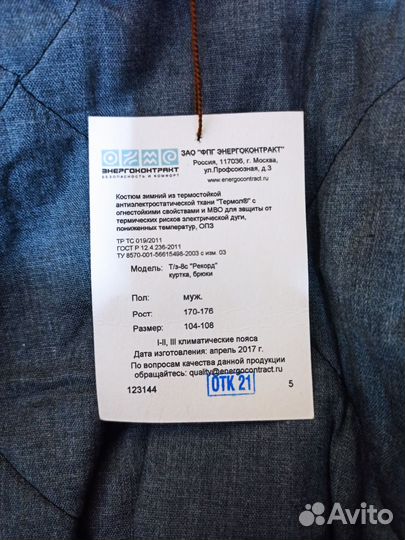 ЗАО "ФПГ ЭНЕРГОКОНТРАКТ"
Россия, 117036, г. Москва,
ул.Профсоюзная, д.3
www.energocontract.ru
ЭНЕРГОКОНТРАКТ
БЕЗОПАСНОСТЬ И КОМФОРТ
Костюм зимний из термостойкой
антиэлектростатической ткани "Термол®" с
огнестойкими свойствами и МВО для защиты от
термических рисков электрической дуги,
пониженных температур, ОПЗ
ТР ТС 019/2011
ГОСТ Р 12.4.236-2011
ТУ 8570-001-56615498-2003 с изм. 03
Модель: Т/з-8с "Рекорд"
куртка, брюки
Пол: муж.
Рост: 170-176
Размер: 104-108
I-II, III климатические пояса
Дата изготовления: апрель 2017 г.
По вопросам качества данной продукции
обращайтесь: quality@energocontract.ru
123144 ОТК 21 5
Avito